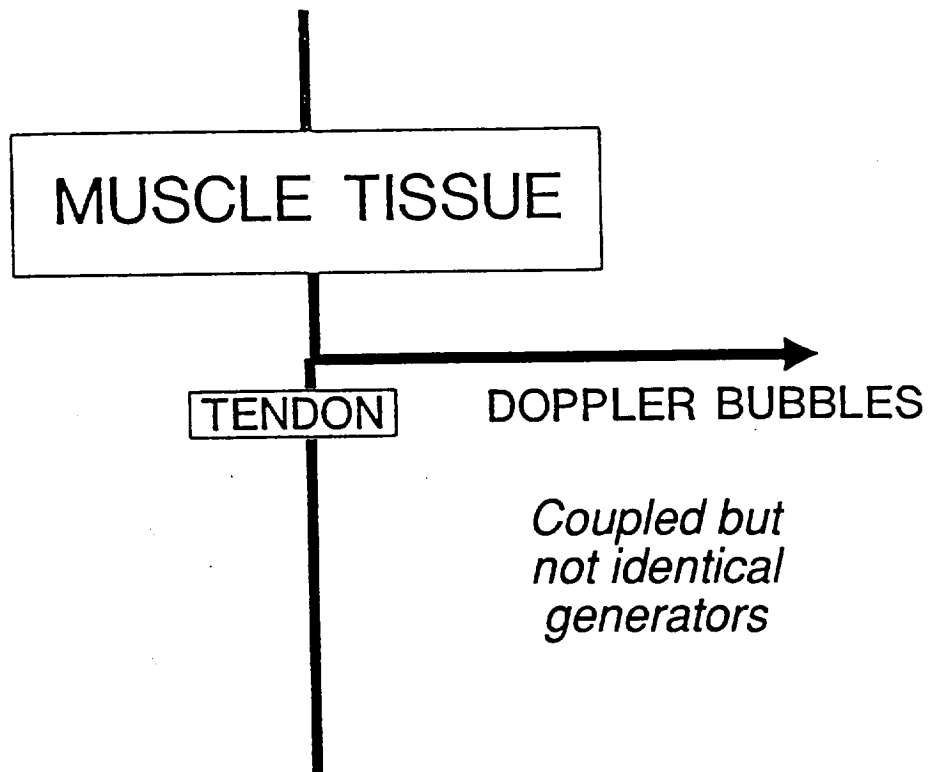 MUSCLE TISSUE
TENDON
DOPPLER BUBBLES
Coupled but
not identical
generators